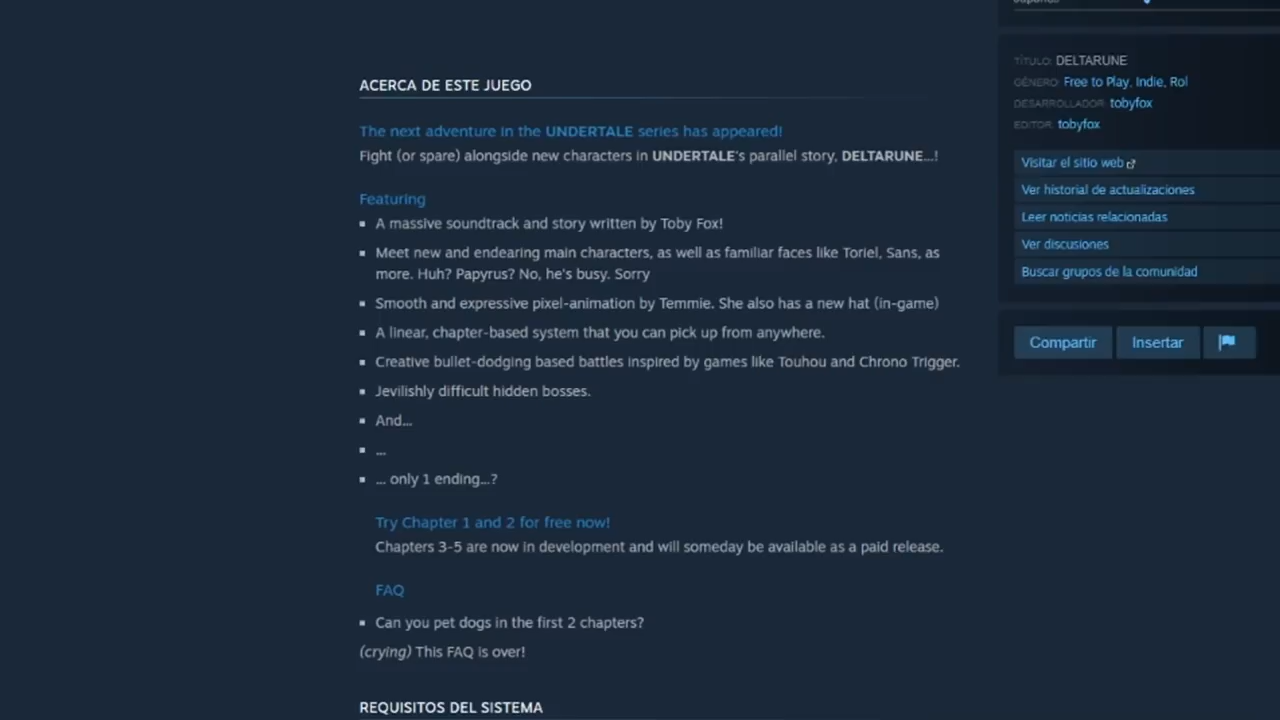 ACERCA DE ESTE JUEGO
The next adventure in the UNDERTALE series has appeared!
Fight (or spare) alongside new characters in UNDERTALE's parallel story, DELTARUNE...!
Featuring
▪ A massive soundtrack and story written by Toby Fox!
▪ Meet new and endearing main characters, as well as familiar faces like Toriel, Sans, as
more. Huh? Papyrus? No, he's busy. Sorry
▪ Smooth and expressive pixel-animation by Temmie. She also has a new hat (in-game)
▪ A linear, chapter-based system that you can pick up from anywhere.
▪ Creative bullet-dodging based battles inspired by games like Touhou and Chrono Trigger.
▪ Jevilishly difficult hidden bosses.
▪ And...
▪ ...
▪ ... only 1 ending...?
Try Chapter 1 and 2 for free now!
Chapters 3-5 are now in development and will someday be available as a paid release.
FAQ
▪ Can you pet dogs in the first 2 chapters?
(crying) This FAQ is over!
REQUISITOS DEL SISTEMA
TÍTULO: DELTARUNE
GÉNERO: Free to Play, Indie, Rol
DESARROLLADOR: tobyfox
EDITOR: tobyfox
Visitar el sitio web
Ver historial de actualizaciones
Leer noticias relacionadas
Ver discusiones
Buscar grupos de la comunidad
Compartir
Insertar